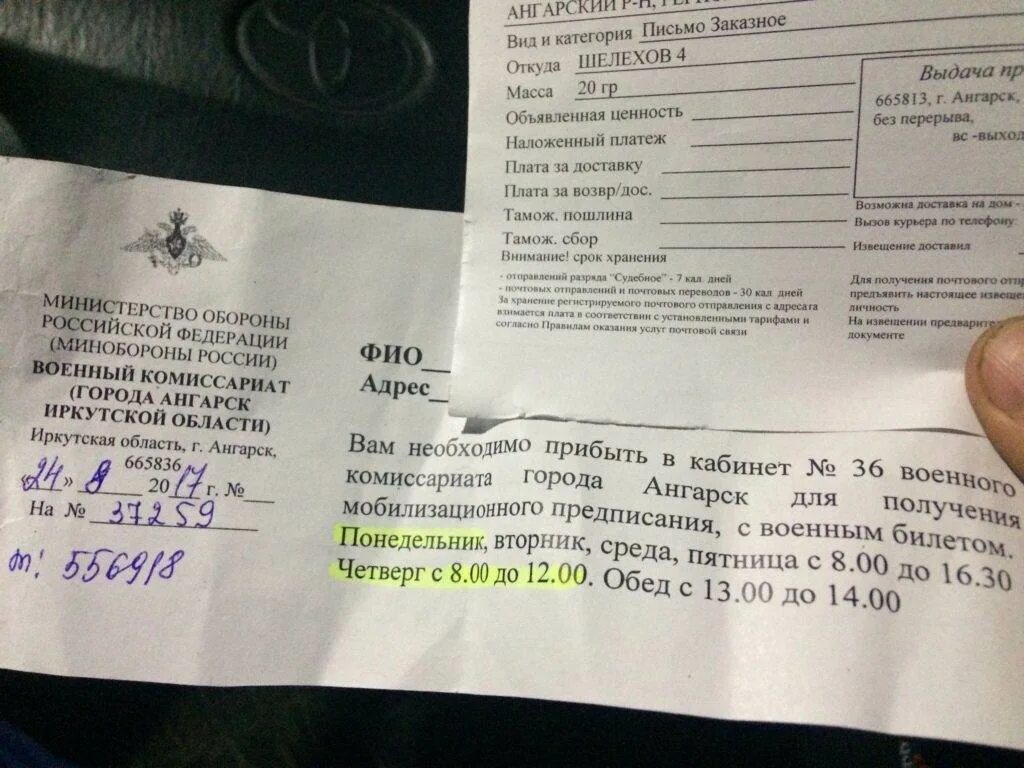 АНГАРСКИЙ Р-Н,
Вид и категория Письмо Заказное
Откуда ШЕЛЕХОВ 4
Масса 20 гр
Объявленная ценность
Наложенный платеж
Плата за доставку
Плата за возвр/дос.
Тамож. пошлина
Тамож. сбор
Внимание! срок хранения
- отправлений разряда "Судебное" - 7 кал. дней
- почтовых отправлений и почтовых переводов - 30 кал дней
За хранение регистрируемого почтового отправления с адресата
взимается плата в соответствии с установленными тарифами и
согласно Правилам оказания услуг почтовой связи
Выдача пр
665813, г. Ангарск,
без перерыва,
вс -выход
Возможна доставка на дом -
Вызов курьера по телефону:
Извещение доставил
Для получения почтового отпр
предъявить настоящее извеще
личность
На извещении предварите
документе
МИНИСТЕРСТВО ОБОРОНЫ
РОССИЙСКОЙ ФЕДЕРАЦИИ
(МИНОБОРОНЫ РОССИИ)
ВОЕННЫЙ КОМИССАРИАТ
(ГОРОДА АНГАРСК
ИРКУТСКОЙ ОБЛАСТИ)
Иркутская область, г. Ангарск,
665836
«24» 8 2017 г. №
На № 37259
т: 556918
ФИО
Адрес
Вам необходимо прибыть в кабинет № 36 военного
комиссариата города Ангарск для получения
мобилизационного предписания, с военным билетом.
Понедельник, вторник, среда, пятница с 8.00 до 16.30
Четверг с 8.00 до 12.00. Обед с 13.00 до 14.00